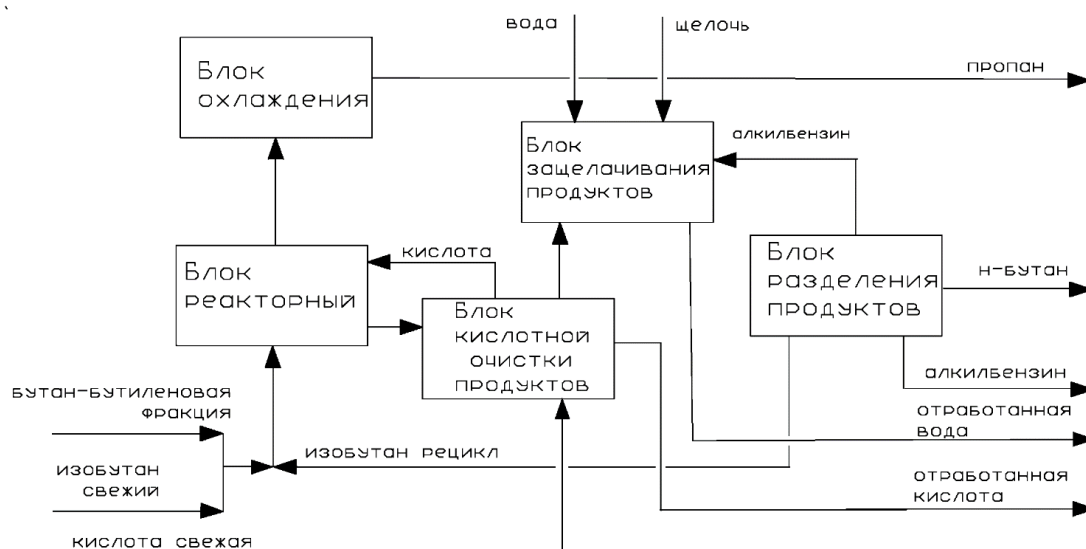 вода
щелочь
Блок
охлаждения
пропан
Блок
защелачивания
продуктов
алкилбензин
кислота
Блок
реакторный
Блок
разделения
продуктов
н-бутан
Блок
кислотной
очистки
продуктов
бутан-бутиленовая
фракция
алкилбензин
отработанная
вода
изобутан
свежий
изобутан рецикл
отработанная
кислота
кислота свежая